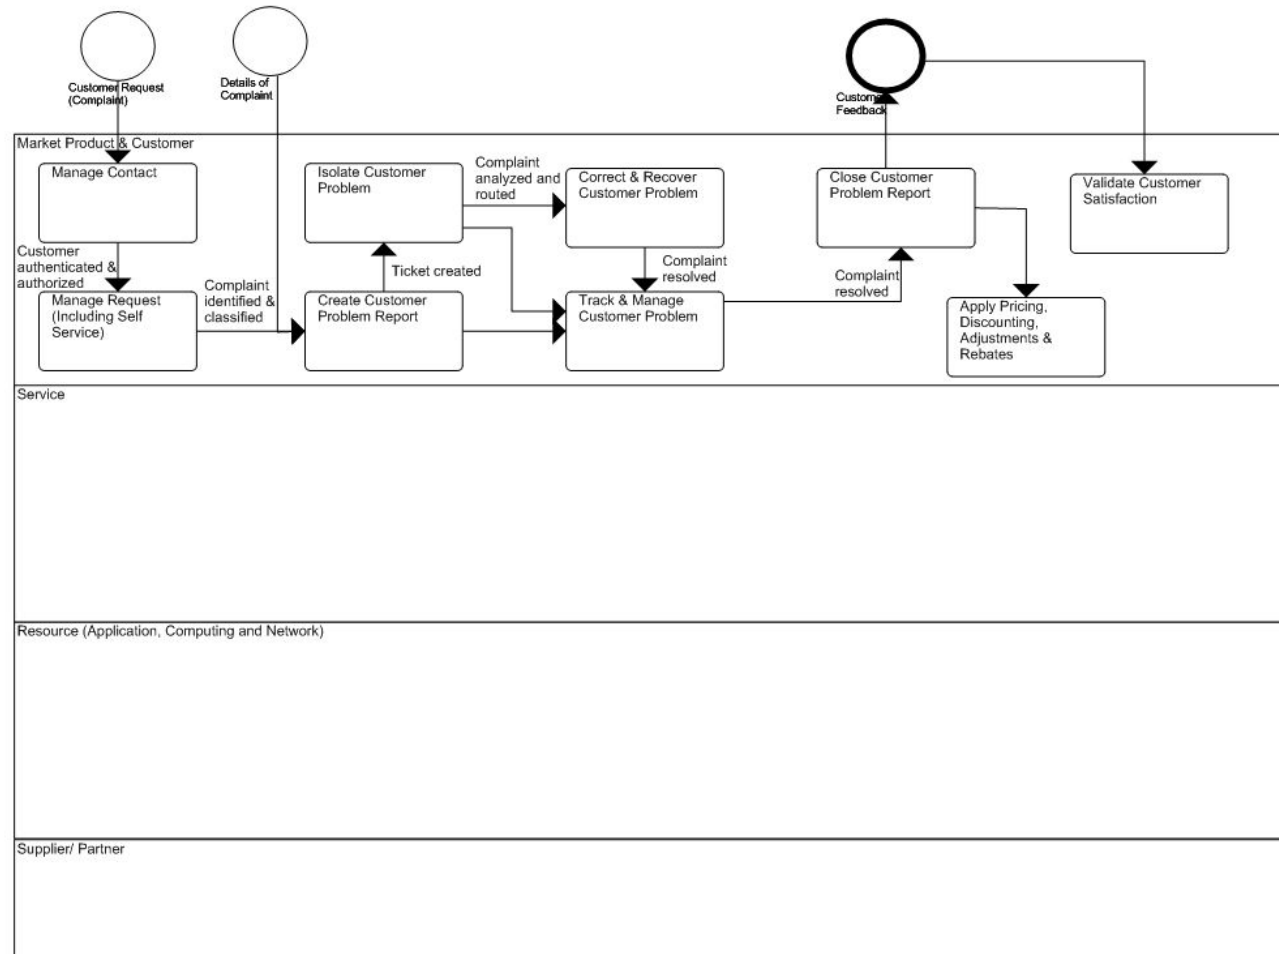 Customer Request
(Complaint)
Details of
Complaint
Customer
Feedback
Market Product & Customer
Manage Contact
Isolate Customer
Problem
Complaint
analyzed and
routed
Correct & Recover
Customer Problem
Close Customer
Problem Report
Validate Customer
Satisfaction
Customer
authenticated &
authorized
Manage Request
(Including Self
Service)
Complaint
identified &
classified
Ticket created
Create Customer
Problem Report
Complaint
resolved
Track & Manage
Customer Problem
Complaint
resolved
Apply Pricing,
Discounting,
Adjustments &
Rebates
Service
Resource (Application, Computing and Network)
Supplier/ Partner